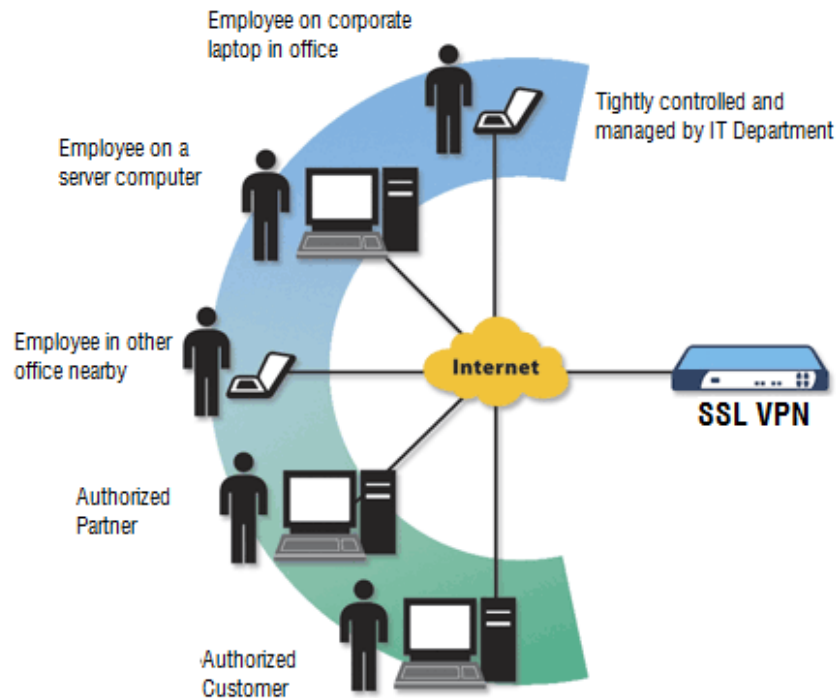 Employee on corporate
laptop in office
Tightly controlled and
managed by IT Department
Employee on a
server computer
Employee in other
office nearby
Internet
SSL VPN
Authorized
Partner
Authorized
Customer